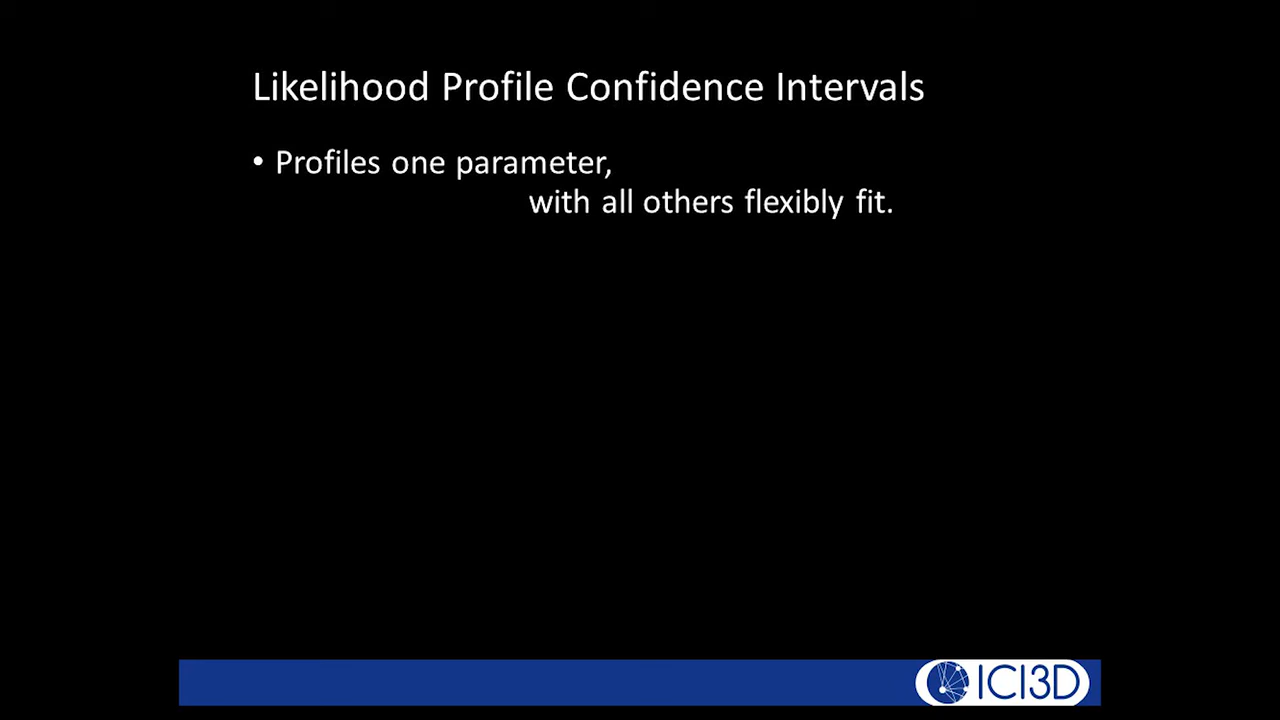 Likelihood Profile Confidence Intervals
• Profiles one parameter,
with all others flexibly fit.
ICI3D